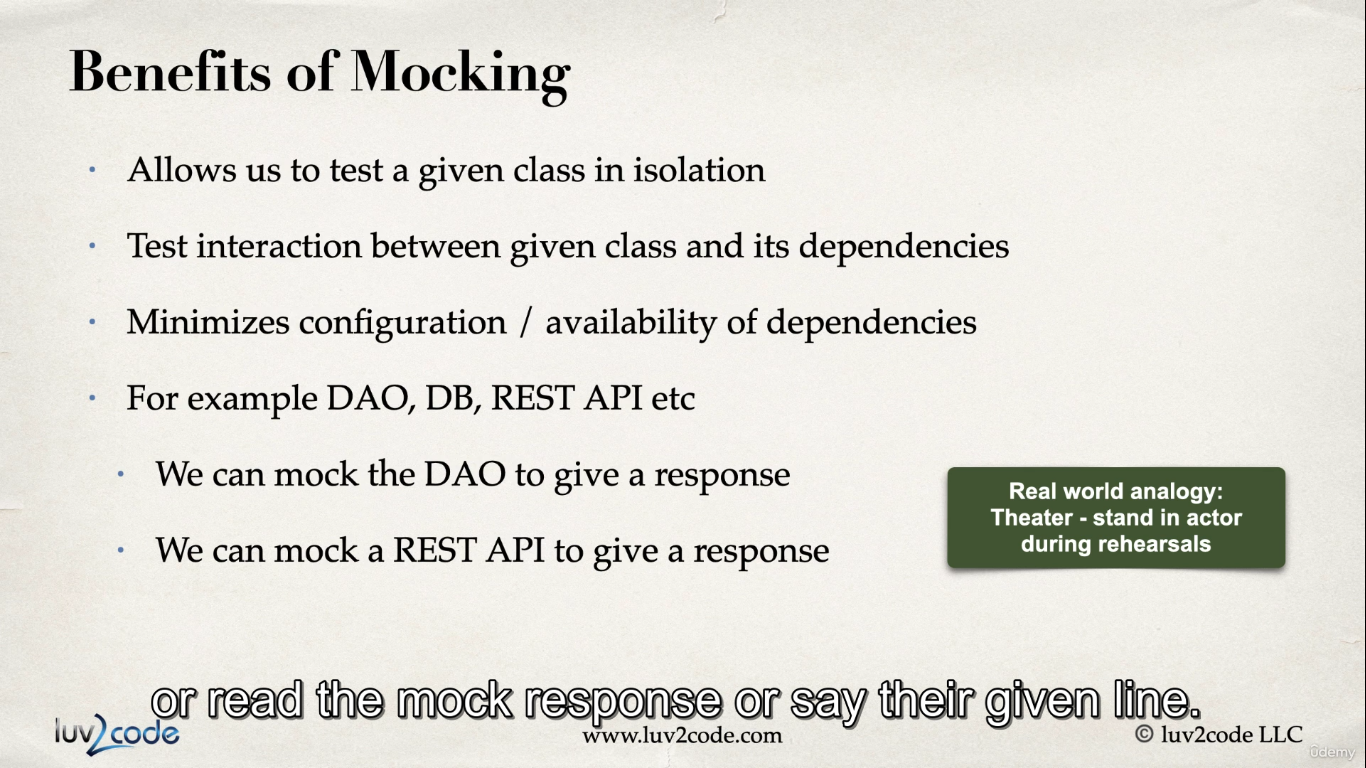 Benefits of Mocking
• Allows us to test a given class in isolation
• Test interaction between given class and its dependencies
• Minimizes configuration / availability of dependencies
• For example DAO, DB, REST API etc
• We can mock the DAO to give a response
• We can mock a REST API to give a response
Real world analogy:
Theater - stand in actor
during rehearsals
or read the mock response or say their given line.
luv2code
www.luv2code.com
© luv2code LLC
ûdemy